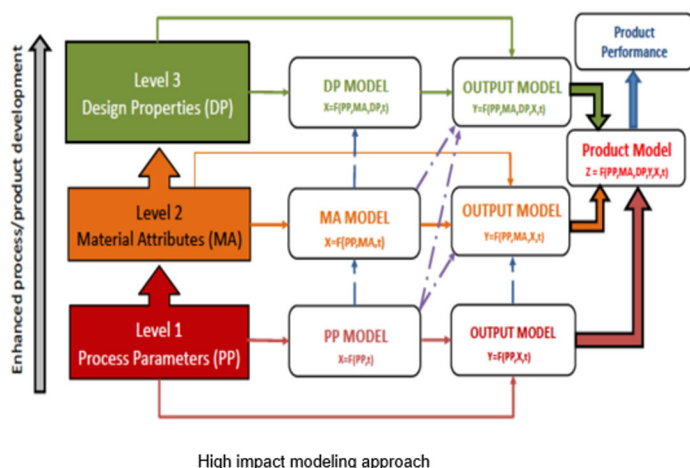 Enhanced process/product development
Level 3
Design Properties (DP)
DP MODEL
X=F(PP,MA,DP,t)
OUTPUT MODEL
Y=F(PP,MA,DP,X,t)
Product
Performance
Product Model
Z = F(PP,MA,DP,Y,X,t)
Level 2
Material Attributes (MA)
MA MODEL
X=F(PP,MA,t)
OUTPUT MODEL
Y=F(PP,MA,X,t)
Level 1
Process Parameters (PP)
PP MODEL
X=F(PP,t)
OUTPUT MODEL
Y=F(PP,X,t)
High impact modeling approach